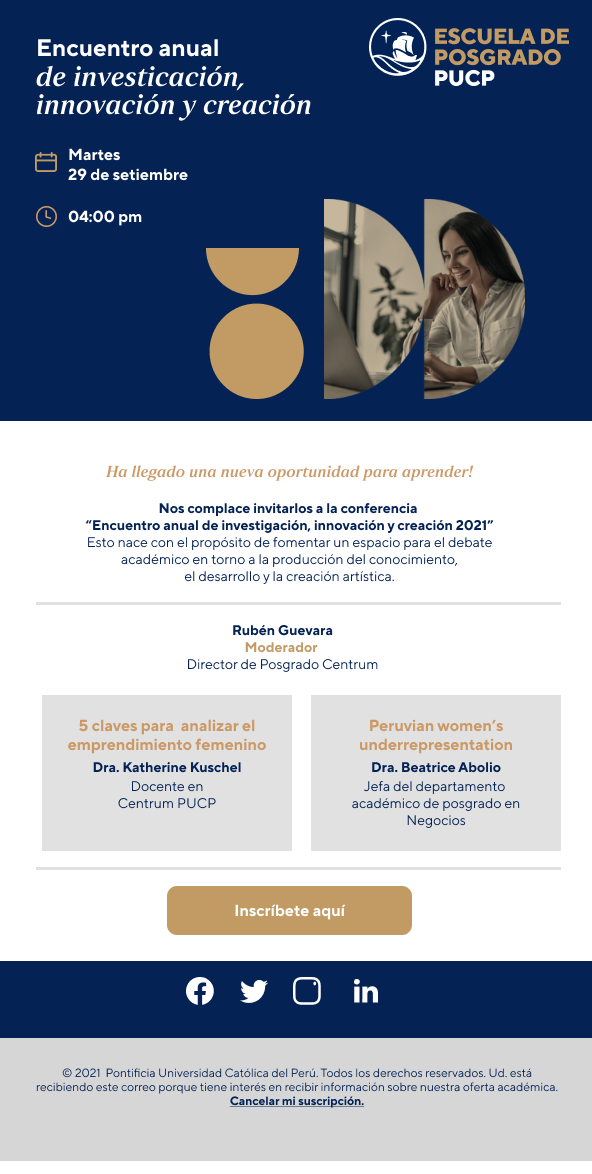 Encuentro anual
de investicación,
innovación y creación
ESCUELA DE
POSGRADO
PUCP
Martes
29 de setiembre
04:00 pm
Ha llegado una nueva oportunidad para aprender!
Nos complace invitarlos a la conferencia
“Encuentro anual de investigación, innovación y creación 2021”
Esto nace con el propósito de fomentar un espacio para el debate
académico en torno a la producción del conocimiento,
el desarrollo y la creación artística.
Rubén Guevara
Moderador
Director de Posgrado Centrum
5 claves para analizar el
emprendimiento femenino
Dra. Katherine Kuschel
Docente en
Centrum PUCP
Peruvian women’s
underrepresentation
Dra. Beatrice Abolio
Jefa del departamento
académico de posgrado en
Negocios
Inscríbete aquí
© 2021 Pontificia Universidad Católica del Perú. Todos los derechos reservados. Ud. está
recibiendo este correo porque tiene interés en recibir información sobre nuestra oferta académica.
Cancelar mi suscripción.